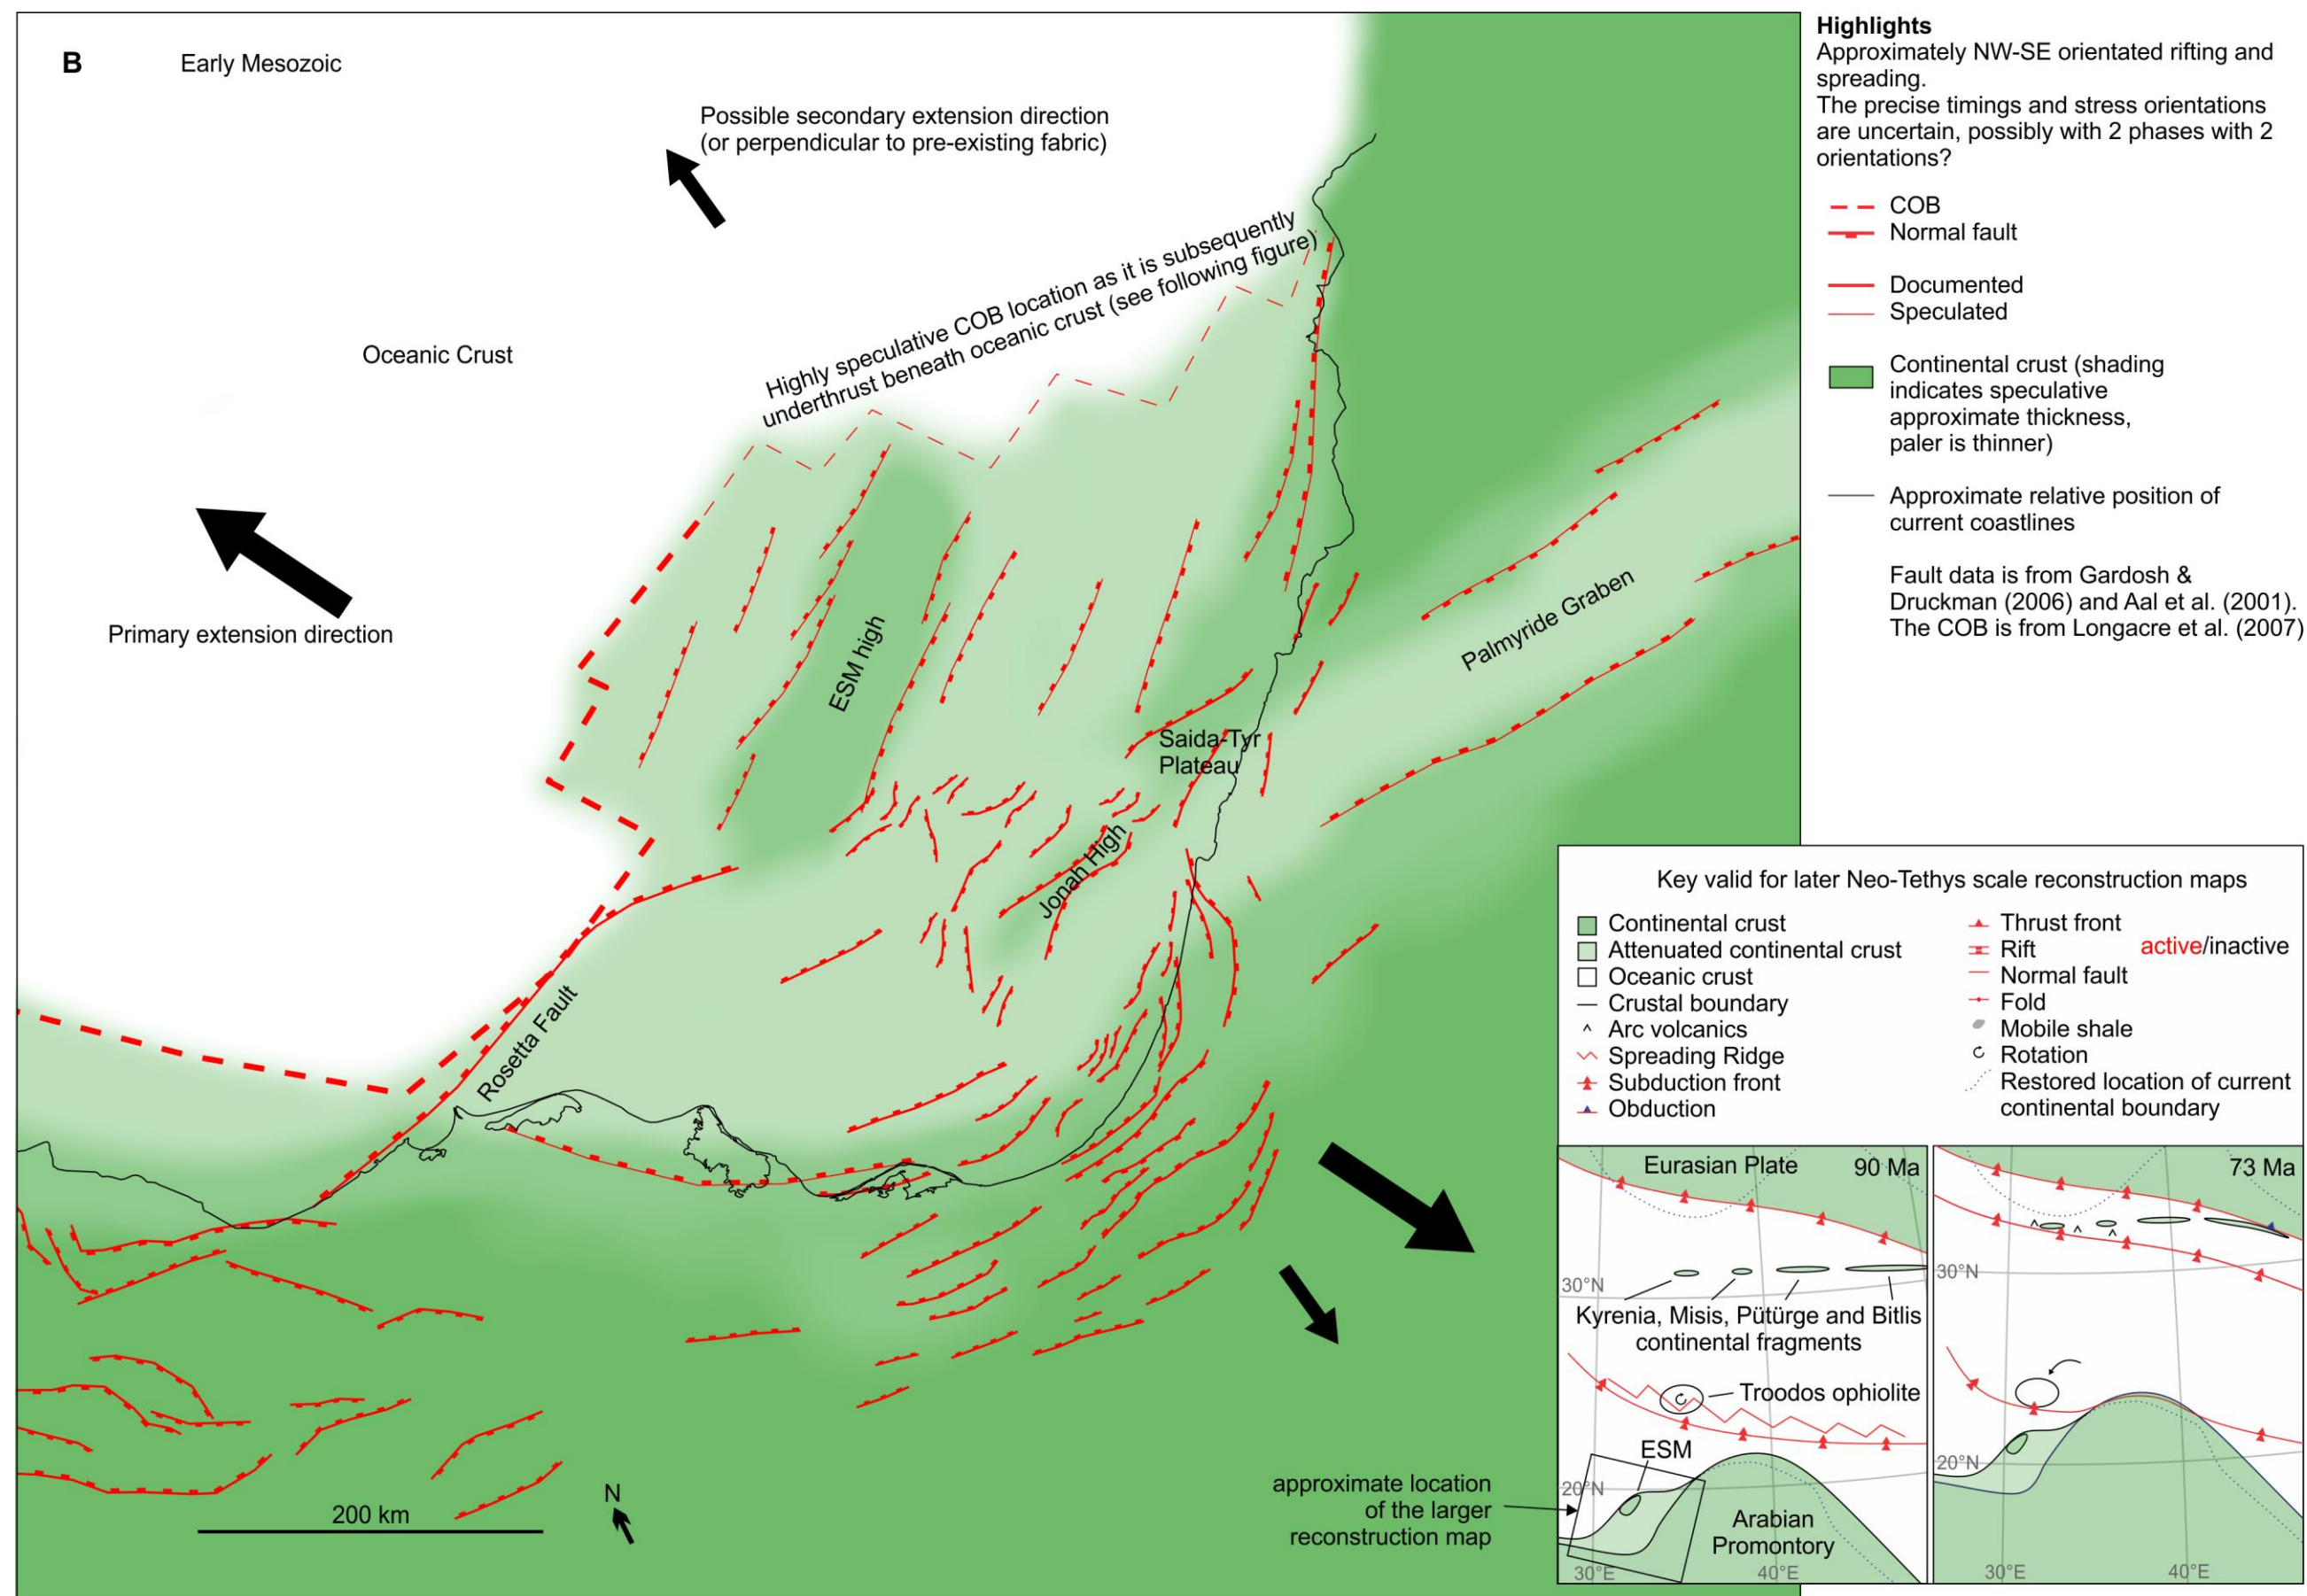 B
Early Mesozoic
Possible secondary extension direction
(or perpendicular to pre-existing fabric)
Highly speculative COB location as it is subsequently
underthrust beneath oceanic crust (see following figure)
Oceanic Crust
Primary extension direction
ESM high
Palmyride Graben
Saida-Tyr
Plateau
Jonah High
Rosetta Fault
200 km
N
Highlights
Approximately NW-SE orientated rifting and
spreading.
The precise timings and stress orientations
are uncertain, possibly with 2 phases with 2
orientations?
COB
Normal fault
Documented
Speculated
Continental crust (shading
indicates speculative
approximate thickness,
paler is thinner)
Approximate relative position of
current coastlines
Fault data is from Gardosh &
Druckman (2006) and Aal et al. (2001).
The COB is from Longacre et al. (2007)
Key valid for later Neo-Tethys scale reconstruction maps
Continental crust
Attenuated continental crust
Oceanic crust
Crustal boundary
Arc volcanics
Spreading Ridge
Subduction front
Obduction
Thrust front
Rift
active/inactive
Normal fault
Fold
Mobile shale
Rotation
Restored location of current
continental boundary
Eurasian Plate
90 Ma
30°N
Kyrenia, Misis, Pütürge and Bitlis
continental fragments
Troodos ophiolite
ESM
20°N
Arabian
Promontory
30°E
40°E
approximate location
of the larger
reconstruction map
73 Ma
30°N
20°N
30°E
40°E